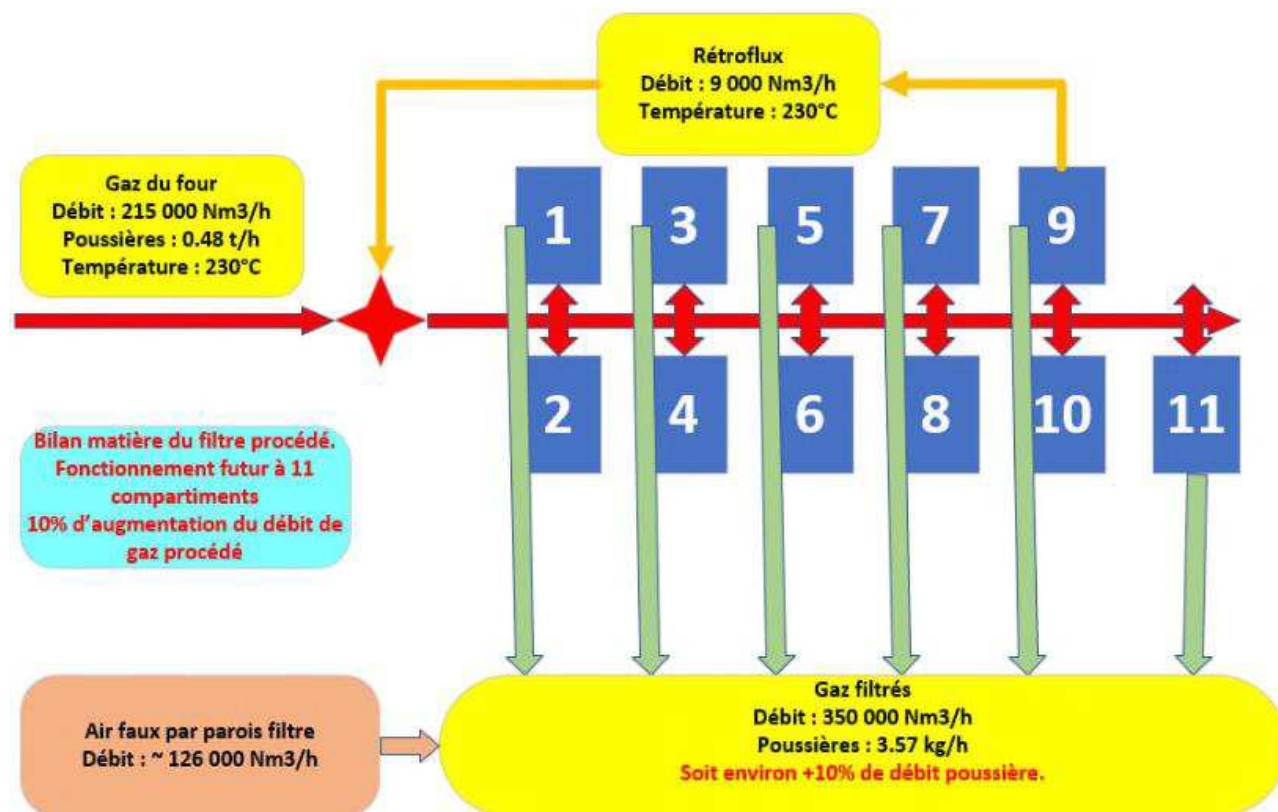 Rétroflux
Débit : 9 000 Nm3/h
Température : 230°C
Gaz du four
Débit : 215 000 Nm3/h
Poussières : 0.48 t/h
Température : 230°C
1
3
5
7
9
2
4
6
8
10
11
Bilan matière du filtre procédé.
Fonctionnement futur à 11
compartiments
10% d'augmentation du débit de
gaz procédé
Air faux par parois filtre
Débit : ~ 126 000 Nm3/h
Gaz filtrés
Débit : 350 000 Nm3/h
Poussières : 3.57 kg/h
Soit environ +10% de débit poussière.